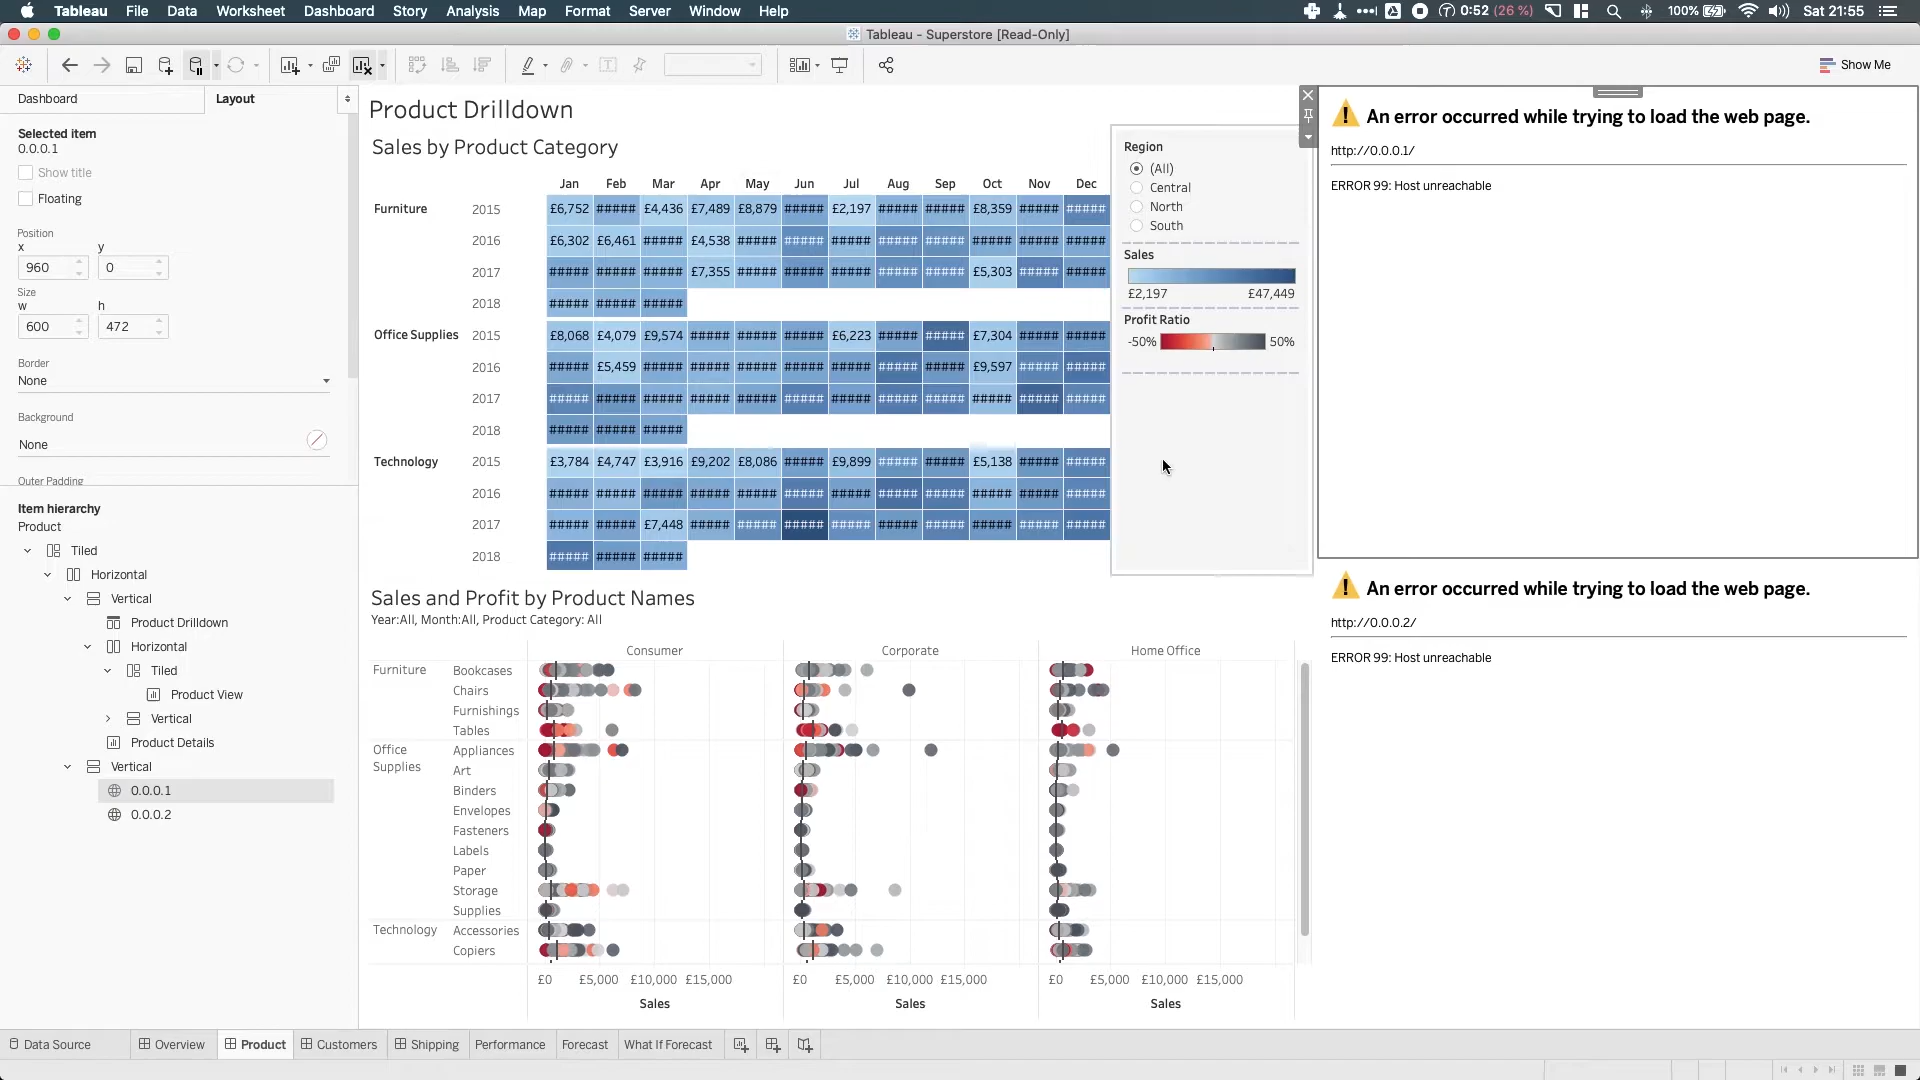 Tableau File Data Worksheet Dashboard Story Analysis Map Format Server Window Help
0:52 (26 %) 100% Sat 21:55
Tableau - Superstore [Read-Only]
Show Me
Dashboard Layout
Selected item
0.0.0.1
Show title
Floating
Position
x y
960 0
Size
w h
600 472
Border
None
Background
None
Outer Padding
Item hierarchy
Product
Tiled
Horizontal
Vertical
Product Drilldown
Horizontal
Tiled
Product View
Vertical
Product Details
Vertical
0.0.0.1
0.0.0.2
Product Drilldown
Sales by Product Category
Jan Feb Mar Apr May Jun Jul Aug Sep Oct Nov Dec
Furniture 2015 £6,752 ##### £4,436 £7,489 £8,879 ##### £2,197 ##### ##### £8,359 ##### #####
2016 £6,302 £6,461 ##### £4,538 ##### ##### ##### ##### ##### ##### ##### #####
2017 ##### ##### ##### £7,355 ##### ##### ##### ##### ##### £5,303 ##### #####
2018 ##### ##### #####
Office Supplies 2015 £8,068 £4,079 £9,574 ##### ##### ##### £6,223 ##### ##### £7,304 ##### #####
2016 ##### £5,459 ##### ##### ##### ##### ##### ##### ##### £9,597 ##### #####
2017 ##### ##### ##### ##### ##### ##### ##### ##### ##### ##### ##### #####
2018 ##### ##### #####
Technology 2015 £3,784 £4,747 £3,916 £9,202 £8,086 ##### £9,899 ##### ##### £5,138 ##### #####
2016 ##### ##### ##### ##### ##### ##### ##### ##### ##### ##### ##### #####
2017 ##### ##### £7,448 ##### ##### ##### ##### ##### ##### ##### ##### #####
2018 ##### ##### #####
Region
(All)
Central
North
South
Sales
£2,197 £47,449
Profit Ratio
-50% 50%
An error occurred while trying to load the web page.
http://0.0.0.1/
ERROR 99: Host unreachable
An error occurred while trying to load the web page.
http://0.0.0.2/
ERROR 99: Host unreachable
Sales and Profit by Product Names
Year:All, Month:All, Product Category: All
Consumer Corporate Home Office
Furniture Bookcases
Chairs
Furnishings
Tables
Office Supplies Appliances
Art
Binders
Envelopes
Fasteners
Labels
Paper
Storage
Supplies
Technology Accessories
Copiers
£0 £5,000 £10,000 £15,000 £0 £5,000 £10,000 £15,000 £0 £5,000 £10,000 £15,000
Sales Sales Sales
Data Source Overview Product Customers Shipping Performance Forecast What If Forecast